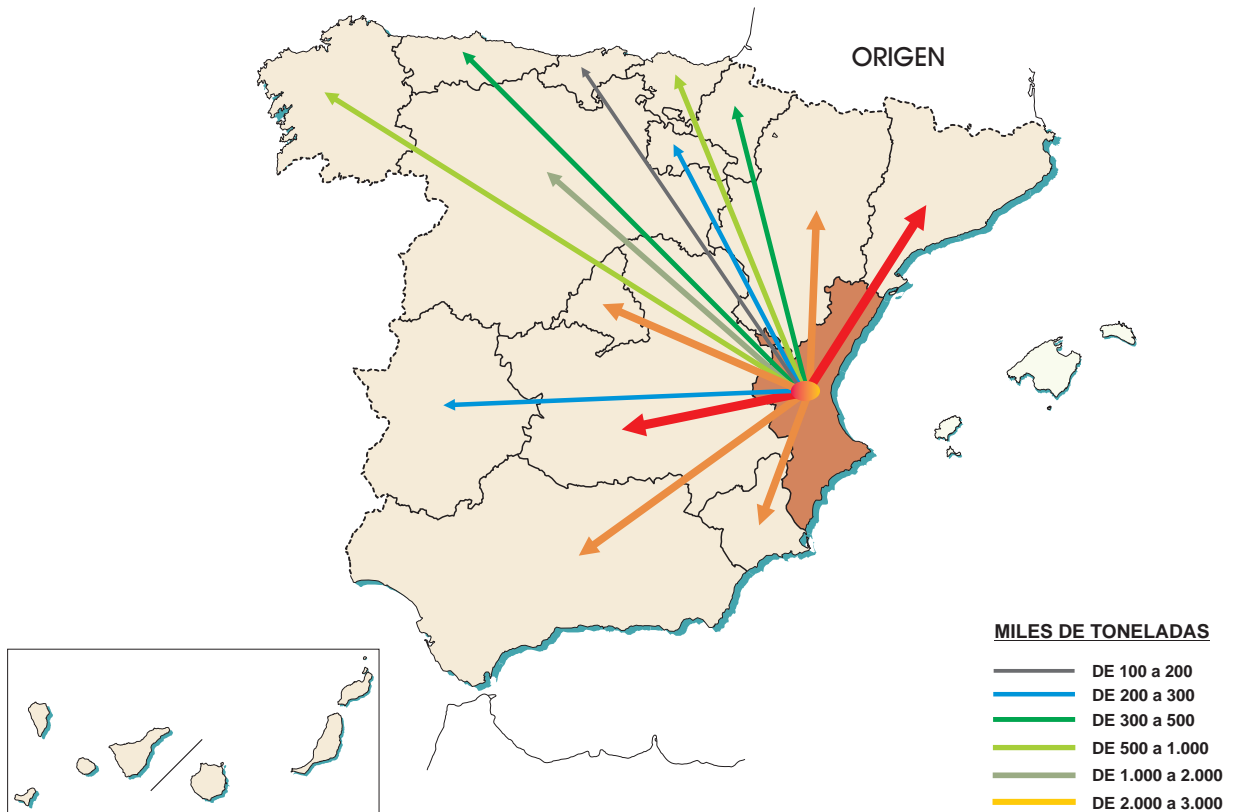 ORIGEN
MILES DE TONELADAS
DE 100 a 200
DE 200 a 300
DE 300 a 500
DE 500 a 1.000
DE 1.000 a 2.000
DE 2.000 a 3.000